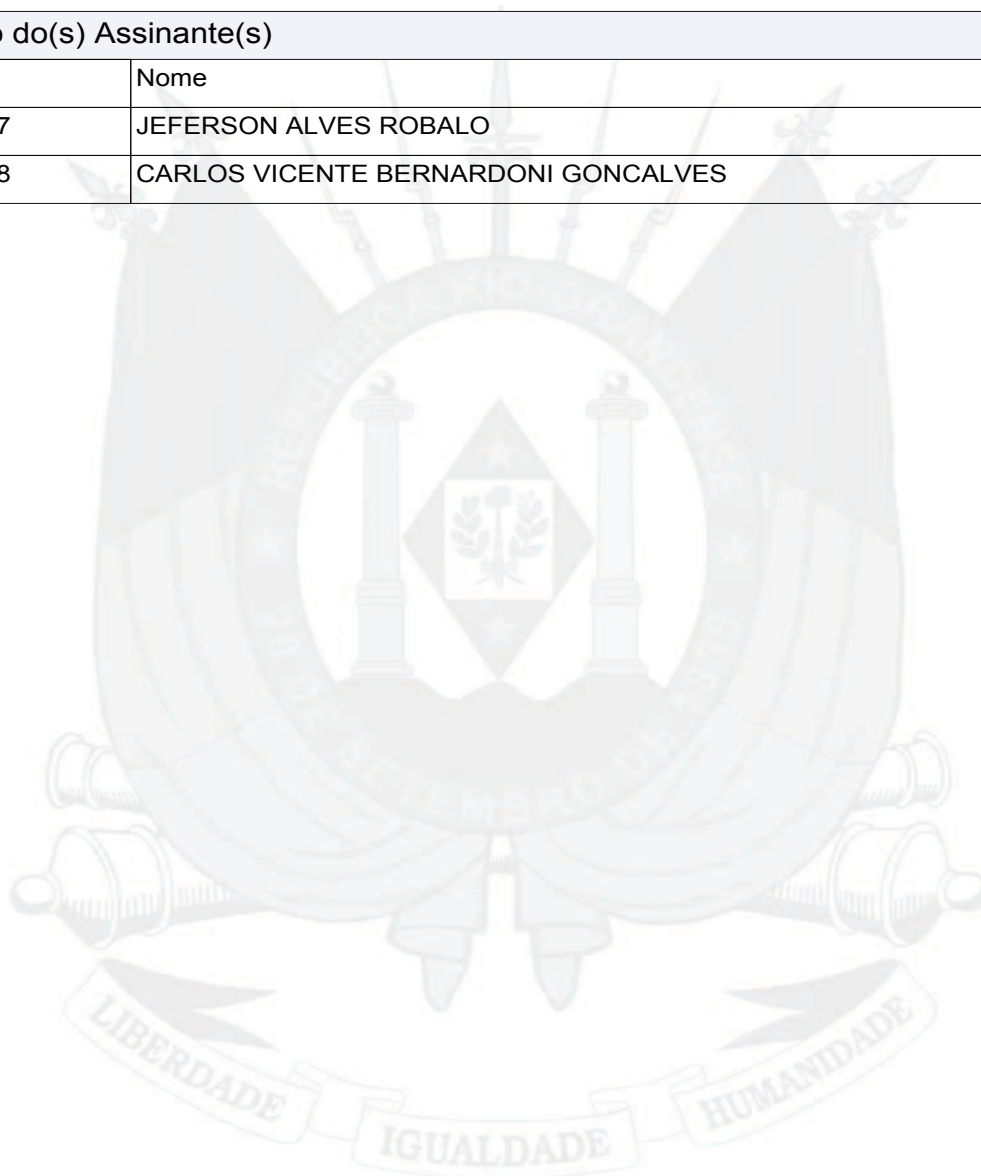 o do(s) Assinante(s)
Nome
7 JEFERSON ALVES ROBALO
8 CARLOS VICENTE BERNARDONI GONCALVES
REPÚBLICA RIO GRANDENSE
20 DE SETEMBRO DE 1835
LIBERDADE IGUALDADE HUMANIDADE